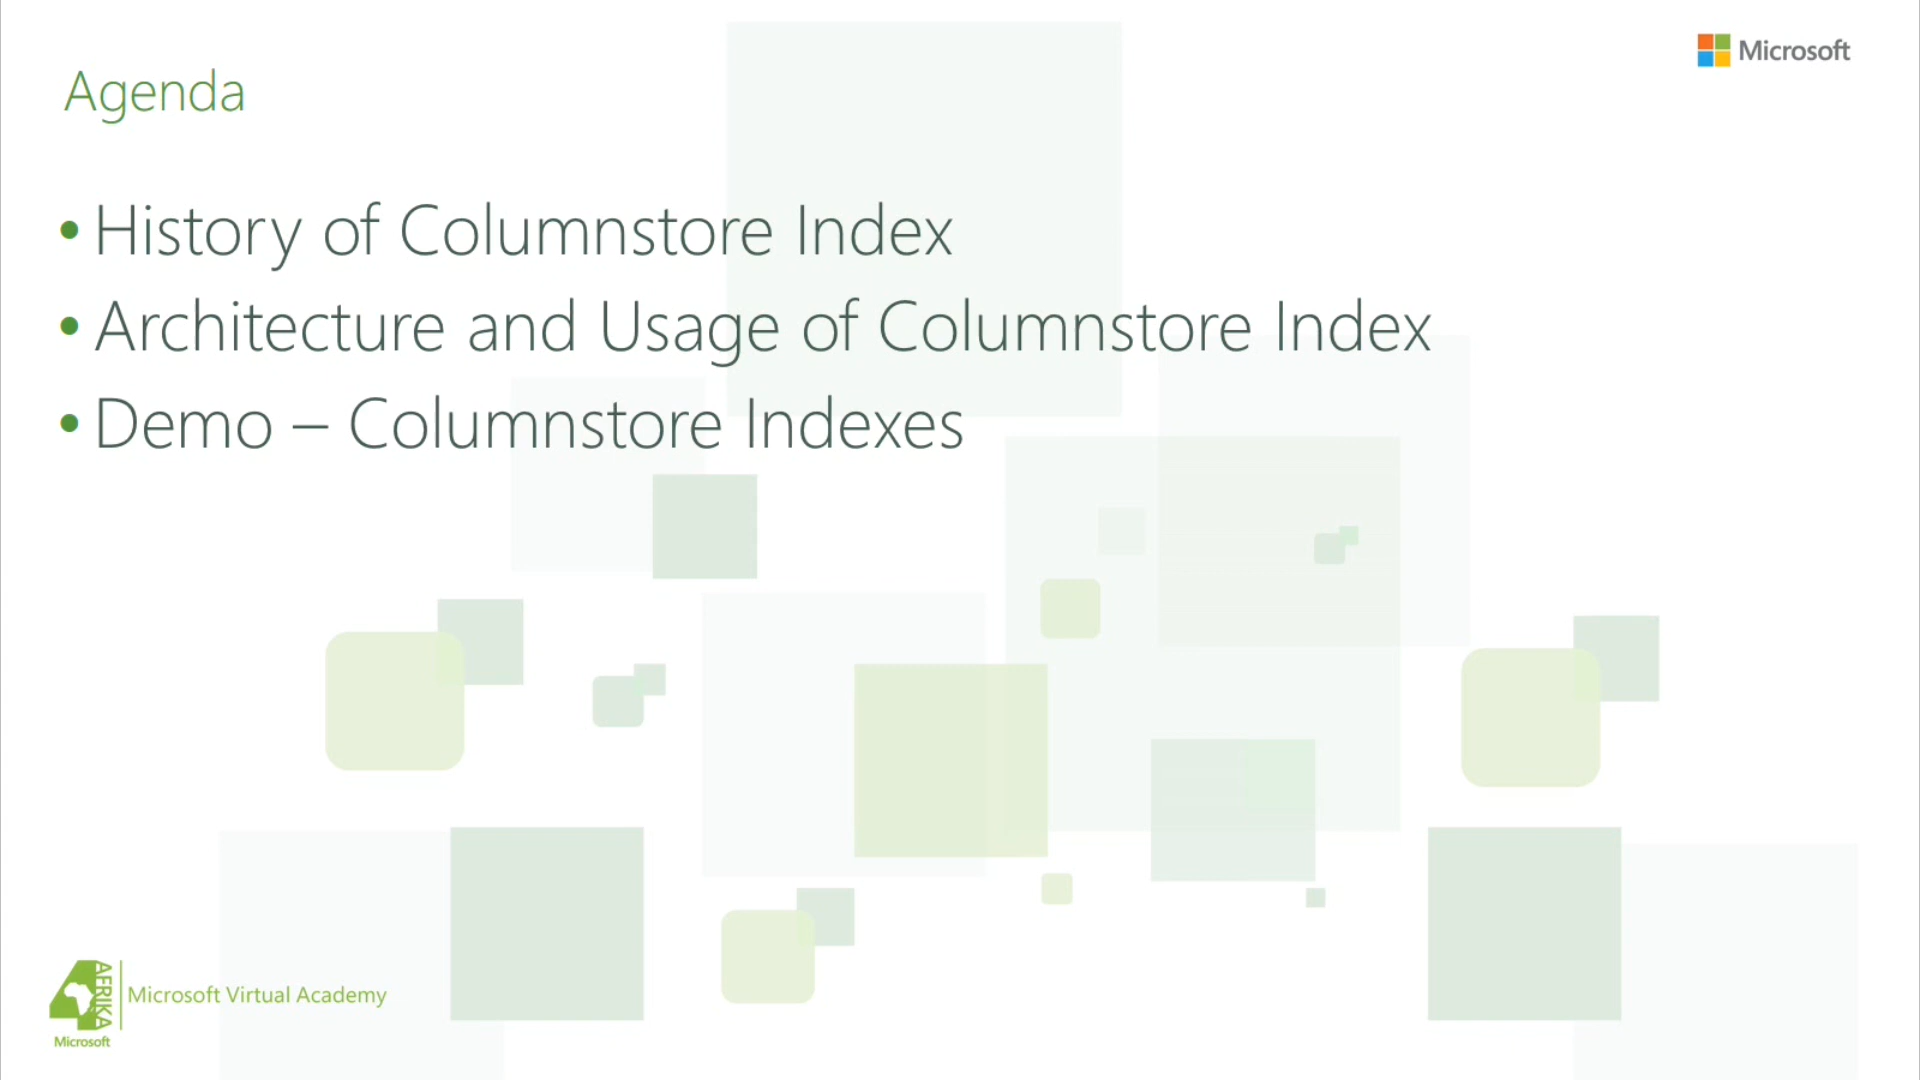 Microsoft
Agenda
• History of Columnstore Index
• Architecture and Usage of Columnstore Index
• Demo – Columnstore Indexes
4AFRIKA
Microsoft Virtual Academy
Microsoft